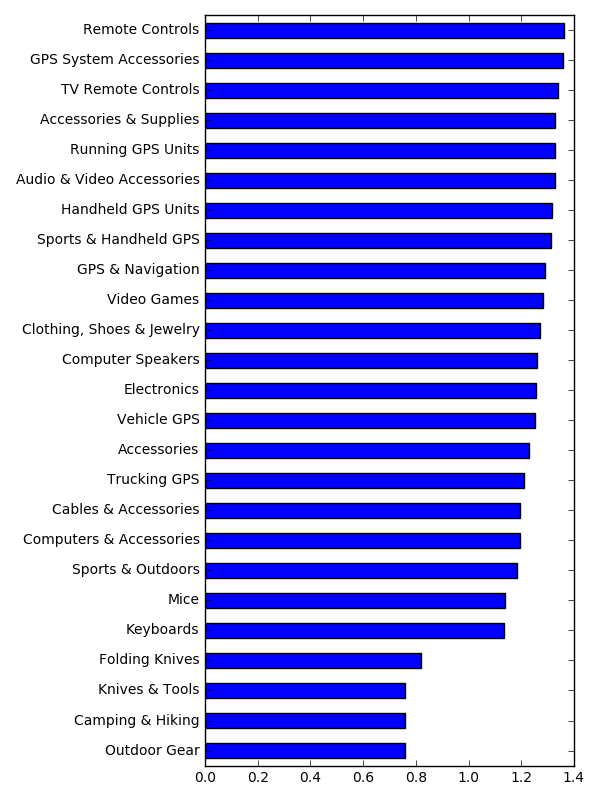 Remote Controls
GPS System Accessories
TV Remote Controls
Accessories & Supplies
Running GPS Units
Audio & Video Accessories
Handheld GPS Units
Sports & Handheld GPS
GPS & Navigation
Video Games
Clothing, Shoes & Jewelry
Computer Speakers
Electronics
Vehicle GPS
Accessories
Trucking GPS
Cables & Accessories
Computers & Accessories
Sports & Outdoors
Mice
Keyboards
Folding Knives
Knives & Tools
Camping & Hiking
Outdoor Gear
0.0 0.2 0.4 0.6 0.8 1.0 1.2 1.4